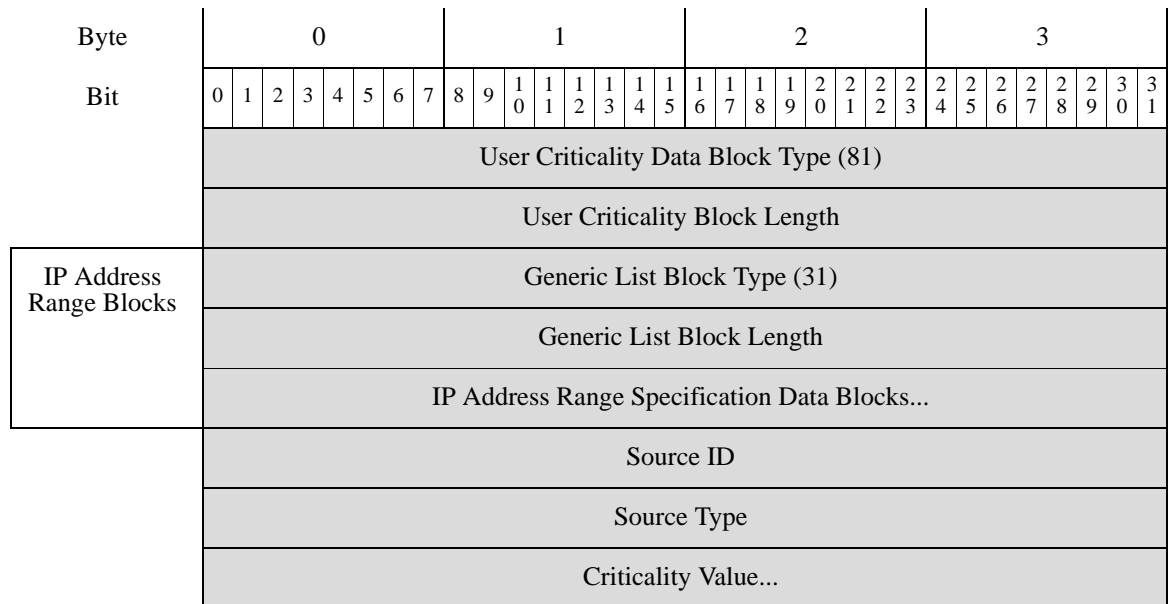 Byte 0 1 2 3
Bit 0 1 2 3 4 5 6 7 8 9 10 11 12 13 14 15 16 17 18 19 20 21 22 23 24 25 26 27 28 29 30 31
User Criticality Data Block Type (81)
User Criticality Block Length
IP Address
Range Blocks
Generic List Block Type (31)
Generic List Block Length
IP Address Range Specification Data Blocks...
Source ID
Source Type
Criticality Value...